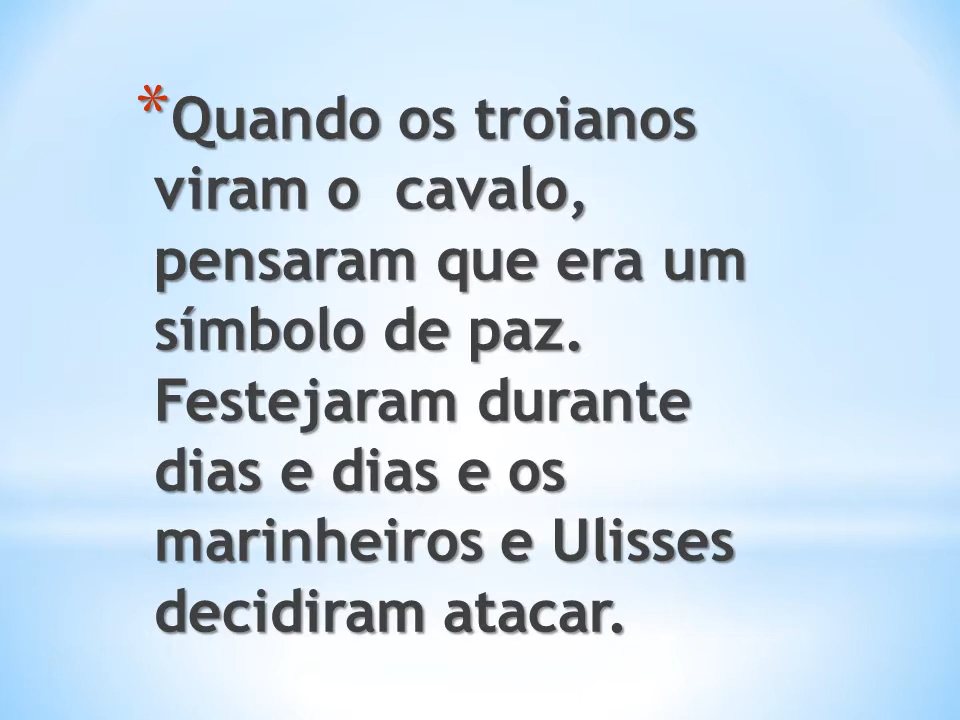 *Quando os troianos
viram o  cavalo,
pensaram que era um
símbolo de paz.
Festejaram durante
dias e dias e os
marinheiros e Ulisses
decidiram atacar.